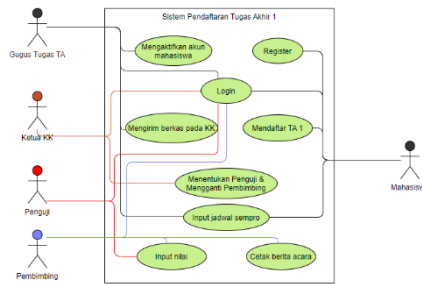 Sistem Pendaftaran Tugas Akhir 1
Gugus Tugas TA
Mengaktifkan akun
mahasiswa
Register
Login
Ketua KK
Mengirim berkas pada KK
Mendaftar TA 1
Mahasisw
Menentukan Penguji &
Mengganti Pembimbing
Penguji
Input jadwal sempro
Pembimbing
Input nilai
Cetak berita acara